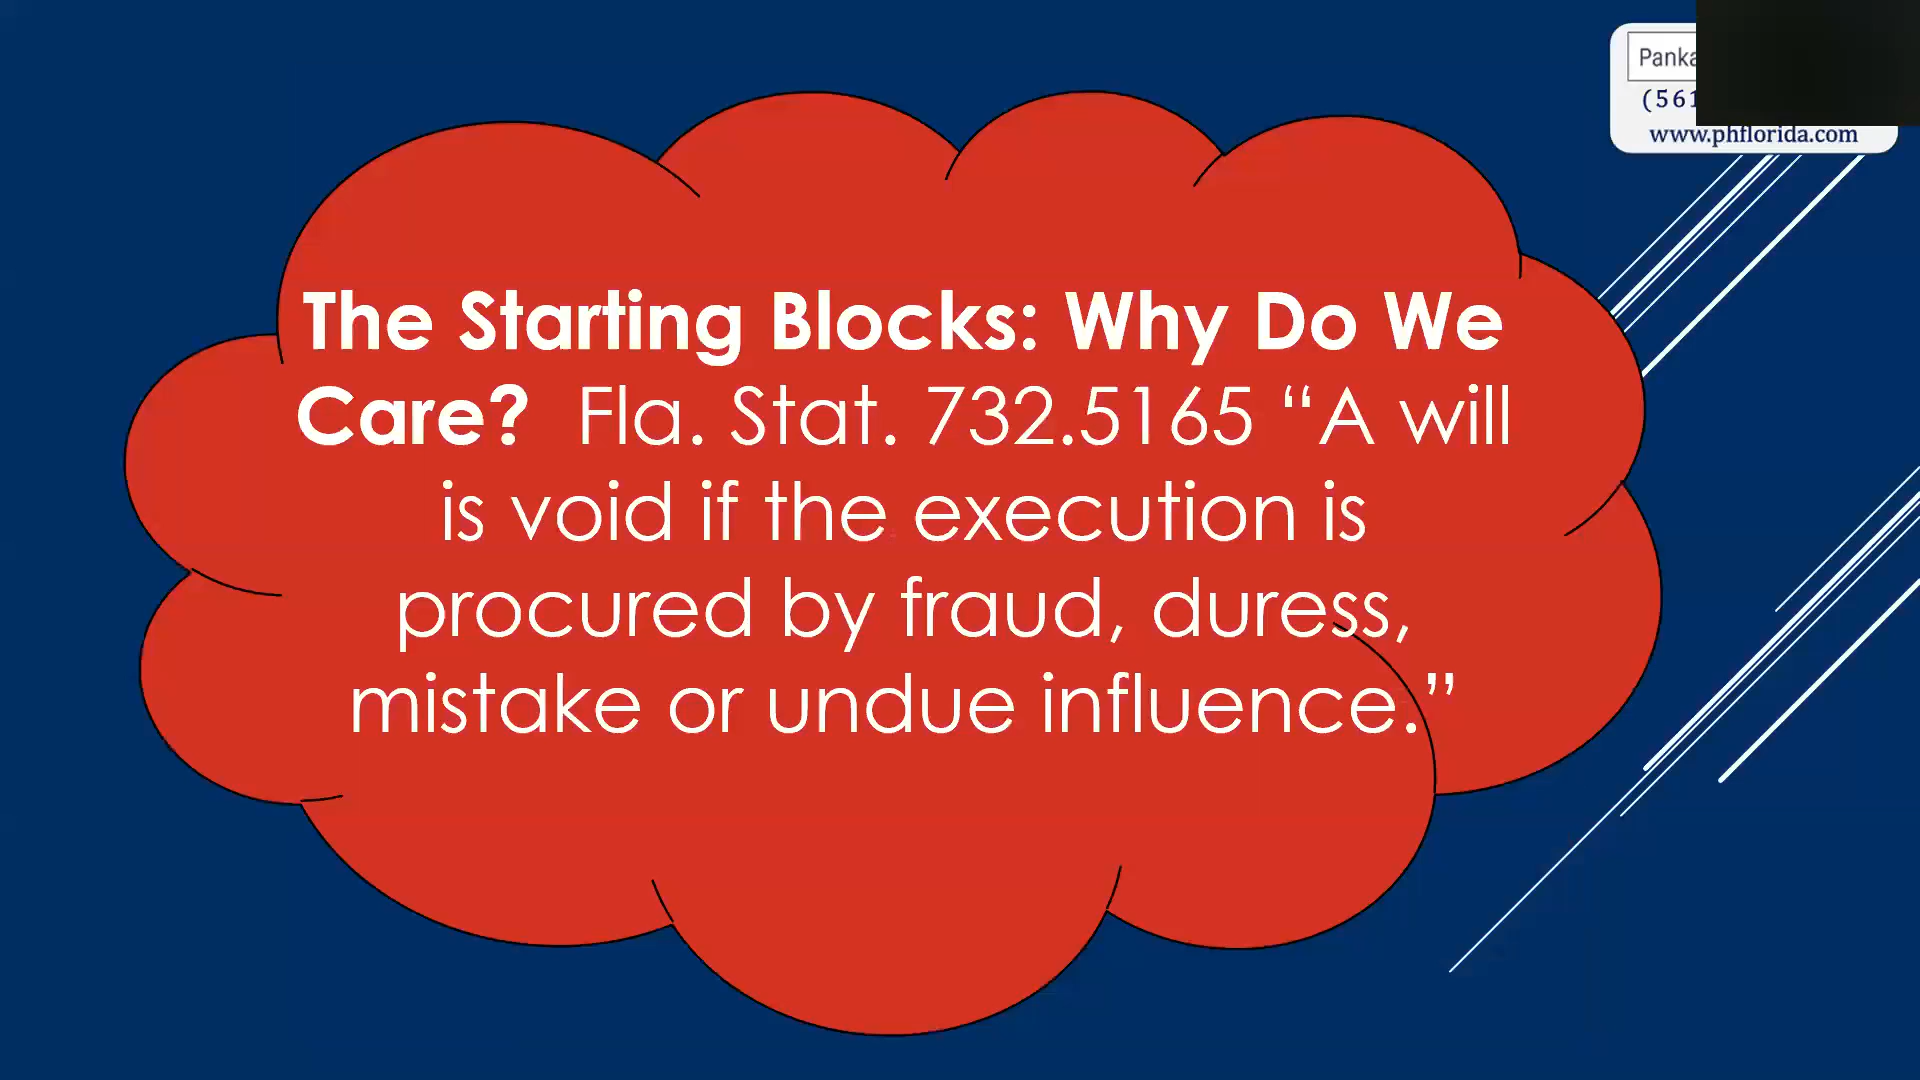 (561
www.phflorida.com
The Starting Blocks: Why Do We
Care? Fla. Stat. 732.5165 “A will
is void if the execution is
procured by fraud, duress,
mistake or undue influence.”